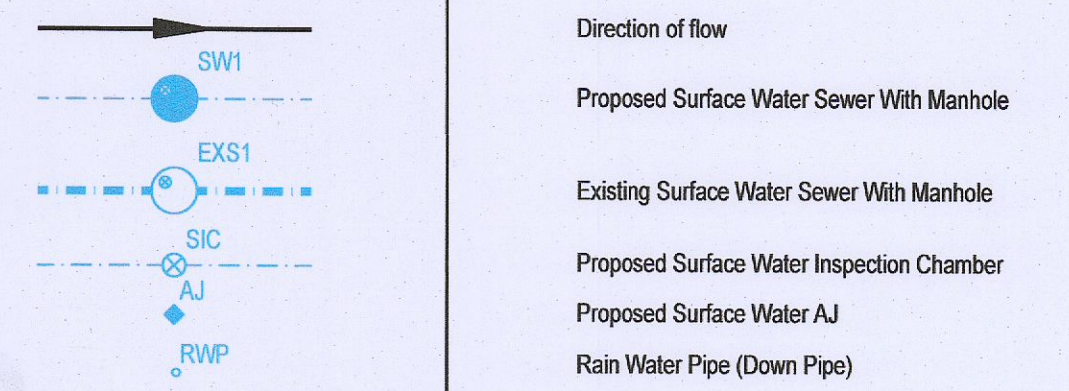 Direction of flow
SW1
Proposed Surface Water Sewer With Manhole
EXS1
Existing Surface Water Sewer With Manhole
SIC
Proposed Surface Water Inspection Chamber
AJ
Proposed Surface Water AJ
RWP
Rain Water Pipe (Down Pipe)